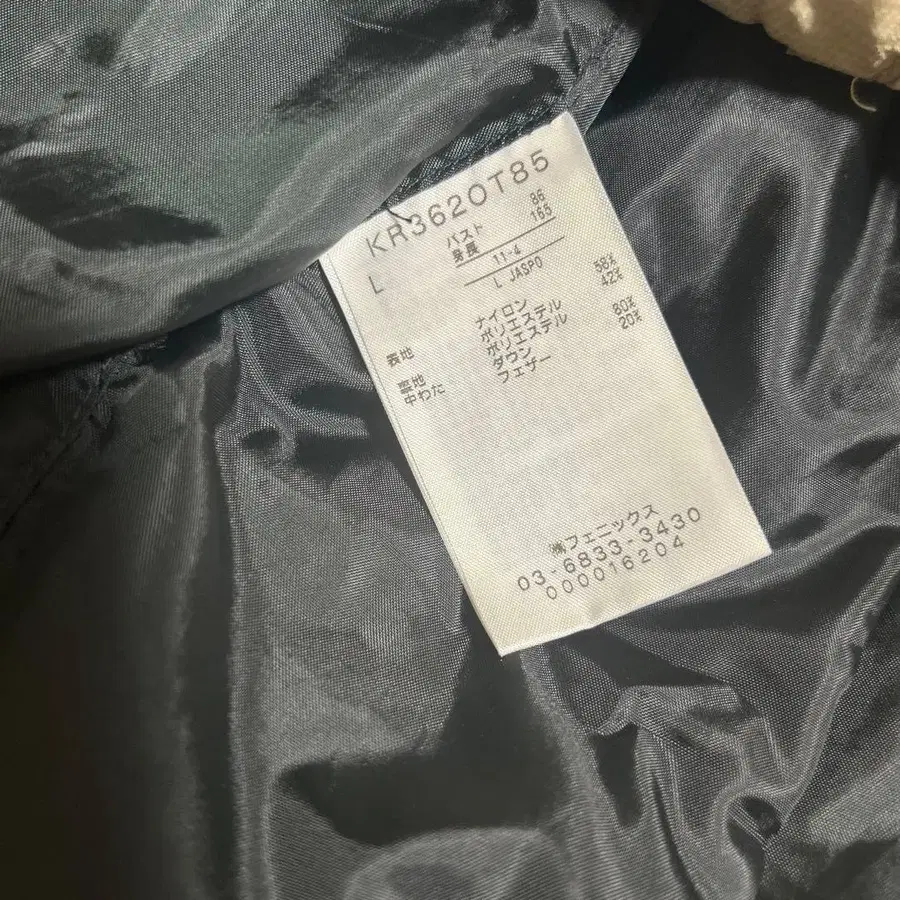 KR362OT85
L
バスト 86
身長 165
11-4
L JASPO
表地 ナイロン 58%
ポリエステル 42%
裏地 ポリエステル
中わた ダウン 80%
フェザー 20%
㈱フェニックス
03-6833-3430
000016204